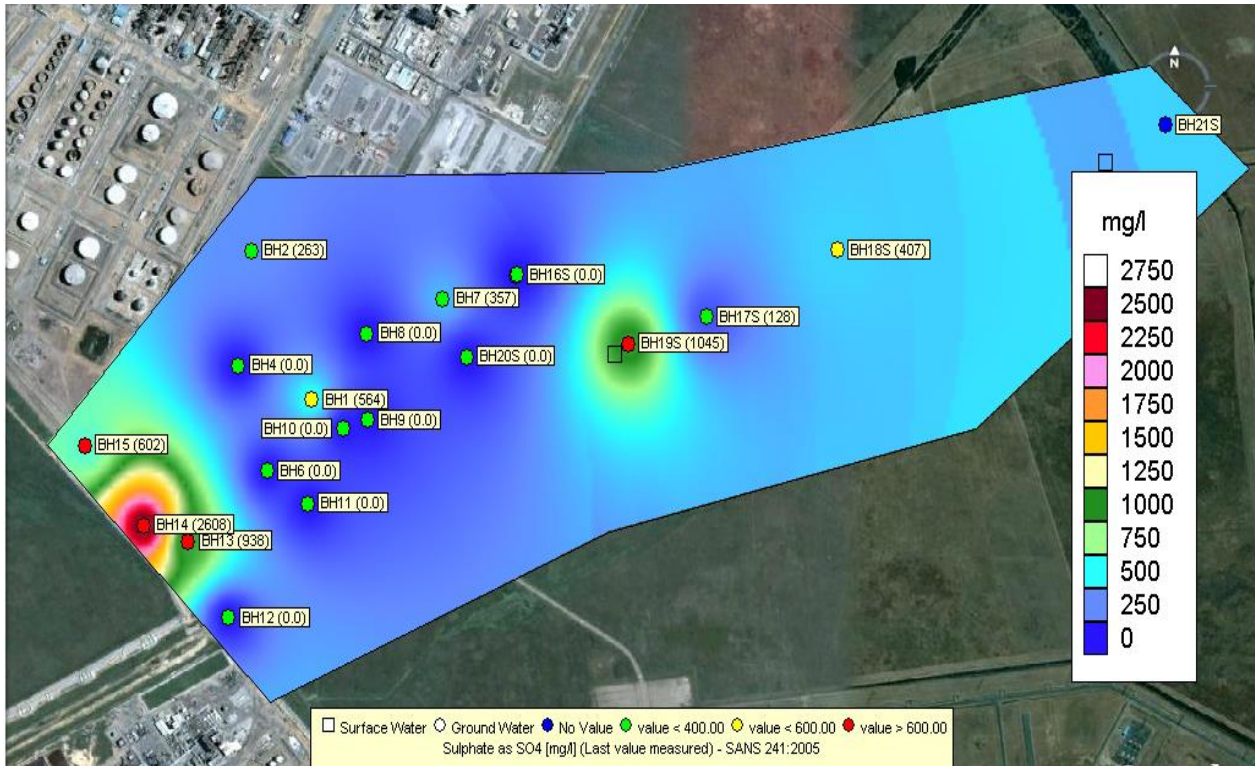 N
BH21S
mg/l
2750
2500
2250
2000
1750
1500
1250
1000
750
500
250
0
BH2 (263)
BH18S (407)
BH16S (0.0)
BH7 (357)
BH17S (128)
BH8 (0.0)
BH19S (1045)
BH20S (0.0)
BH4 (0.0)
BH1 (564)
BH9 (0.0)
BH10 (0.0)
BH15 (602)
BH6 (0.0)
BH11 (0.0)
BH14 (2608)
BH13 (938)
BH12 (0.0)
Surface Water Ground Water No Value value < 400.00 value < 600.00 value > 600.00
Sulphate as SO4 [mg/l] (Last value measured) - SANS 241:2005